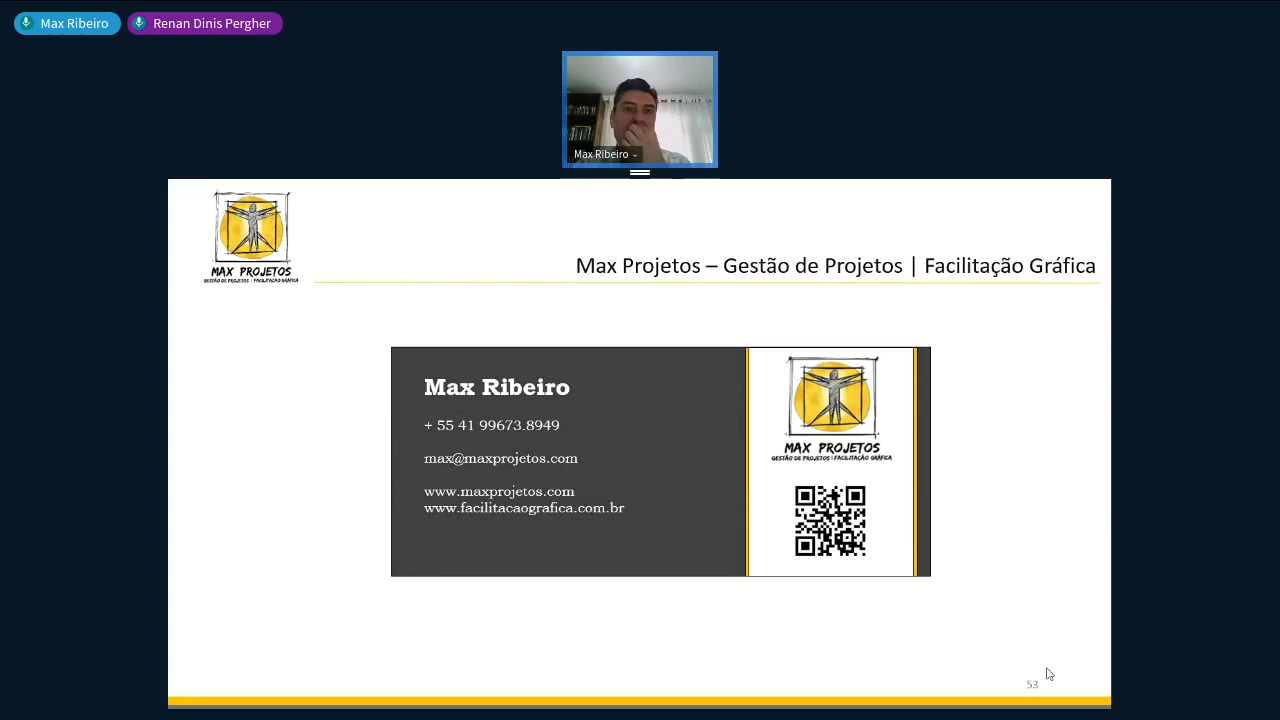 Max Ribeiro
Renan Dinis Pergher
Max Ribeiro
MAX PROJETOS
GESTÃO DE PROJETOS | FACILITAÇÃO GRÁFICA
Max Projetos – Gestão de Projetos | Facilitação Gráfica
Max Ribeiro
+ 55 41 99673.8949
max@maxprojetos.com
www.maxprojetos.com
www.facilitacaografica.com.br
MAX PROJETOS
GESTÃO DE PROJETOS | FACILITAÇÃO GRÁFICA
53